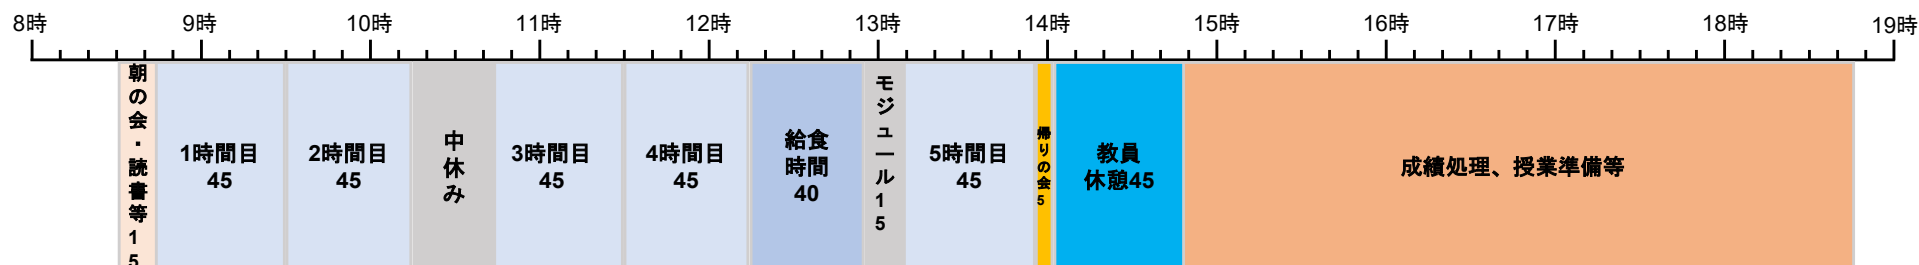 8時 9時 10時 11時 12時 13時 14時 15時 16時 17時 18時 19時
朝の会・読書等15
1時間目
45
2時間目
45
中休み
3時間目
45
4時間目
45
給食
時間
40
モジュール15
5時間目
45
帰りの会5
教員
休憩45
成績処理、授業準備等